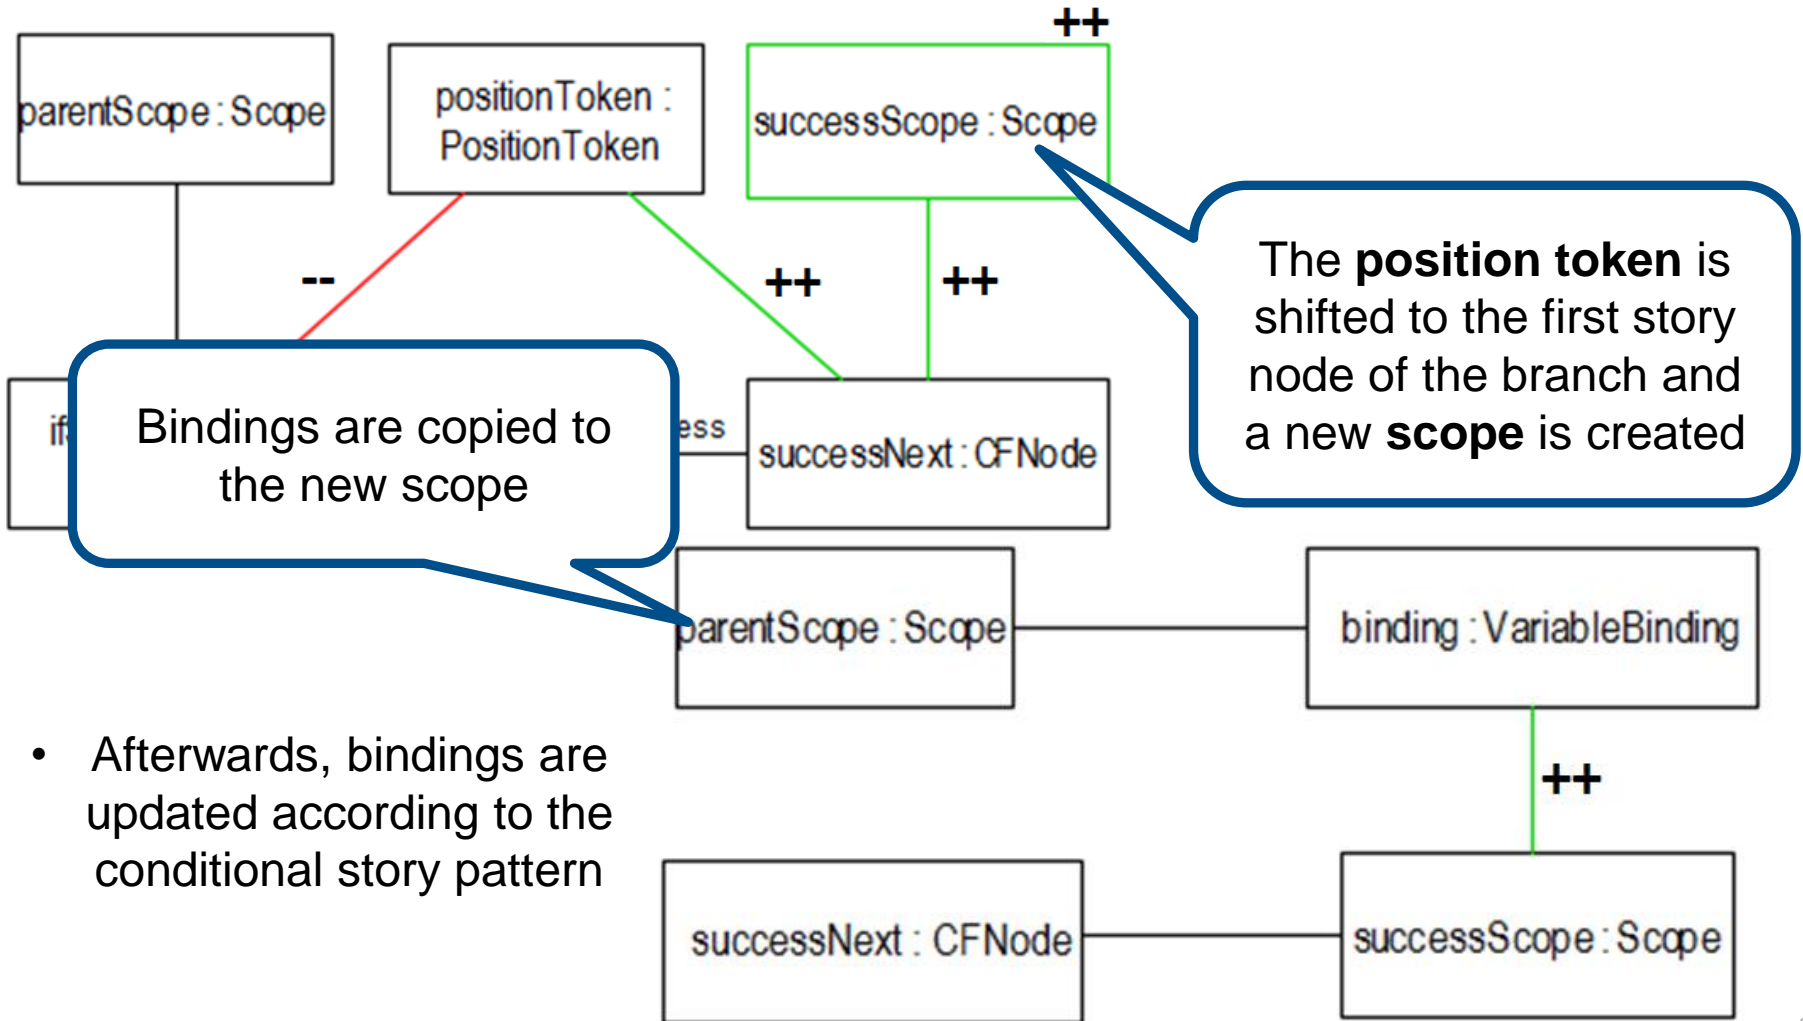 ++
parentScope : Scope
positionToken :
PositionToken
successScope : Scope
--
++
++
The position token is
shifted to the first story
node of the branch and
a new scope is created
Bindings are copied to
the new scope
successNext : CFNode
parentScope : Scope
binding : VariableBinding
++
• Afterwards, bindings are
updated according to the
conditional story pattern
successNext : CFNode
successScope : Scope